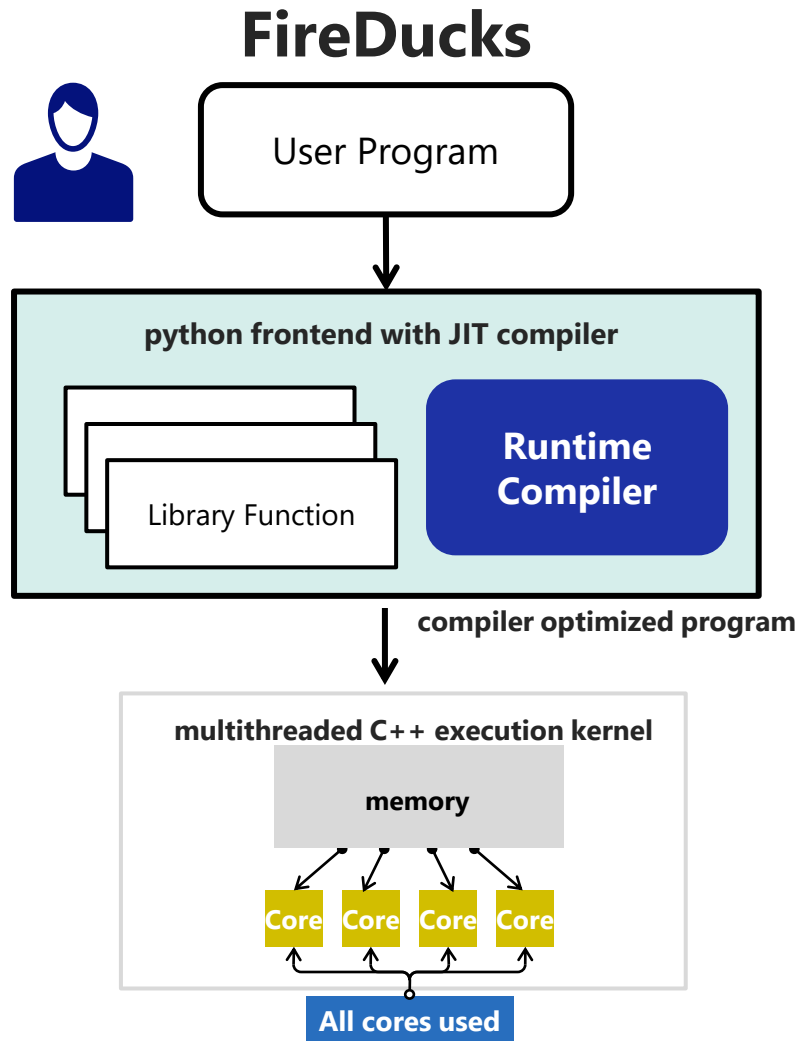 FireDucks
User Program
python frontend with JIT compiler
Runtime
Compiler
Library Function
compiler optimized program
multithreaded C++ execution kernel
memory
Core Core Core Core
All cores used